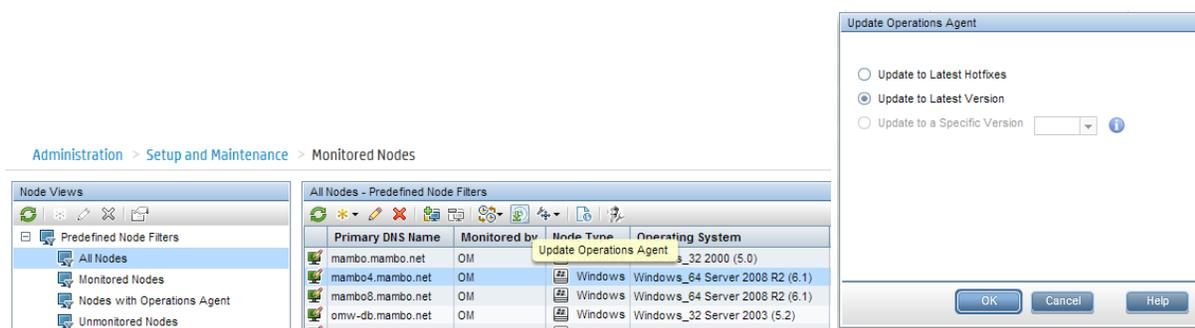 Update Operations Agent
Update to Latest Hotfixes
Update to Latest Version
Update to a Specific Version
Administration > Setup and Maintenance > Monitored Nodes
Node Views
Predefined Node Filters
All Nodes
Monitored Nodes
Nodes with Operations Agent
Unmonitored Nodes
All Nodes - Predefined Node Filters
Primary DNS Name Monitored by Node Type Operating System
Update Operations Agent
mambo.mambo.net OM s_32 2000 (5.0)
mambo4.mambo.net OM Windows Windows_64 Server 2008 R2 (6.1)
mambo8.mambo.net OM Windows Windows_64 Server 2008 R2 (6.1)
omw-db.mambo.net OM Windows Windows_32 Server 2003 (5.2)
OK Cancel Help